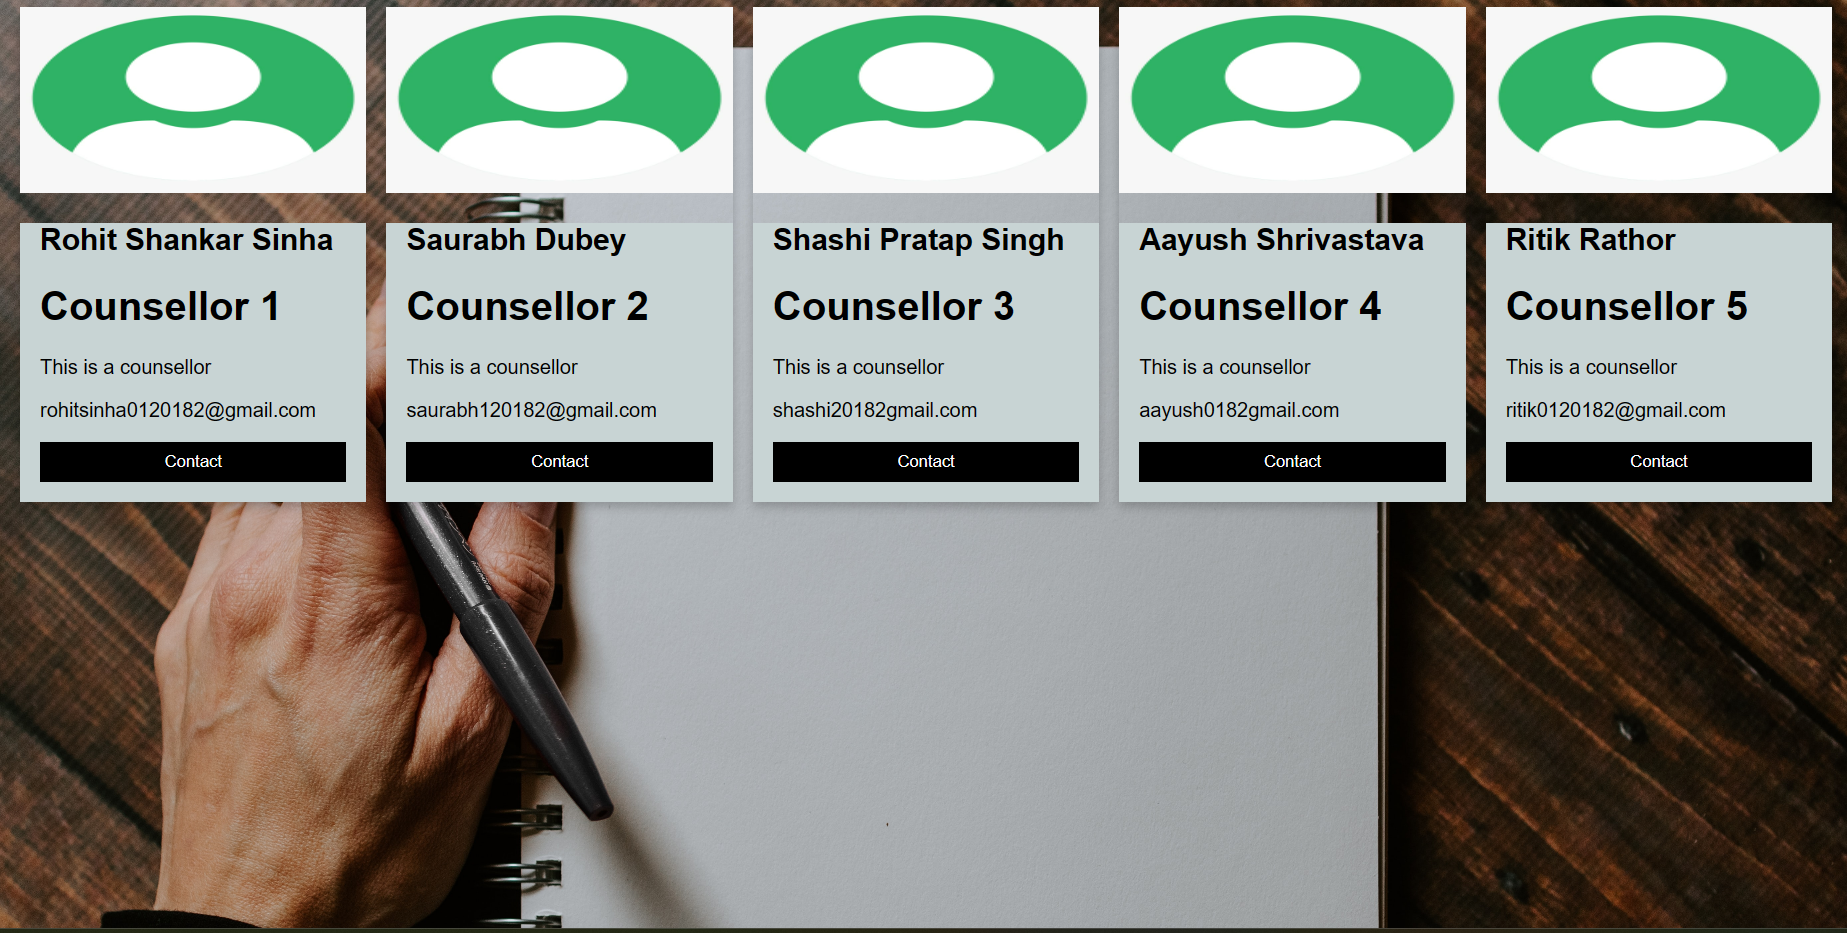 Rohit Shankar Sinha
Counsellor 1
This is a counsellor
rohitsinha0120182@gmail.com
Contact
Saurabh Dubey
Counsellor 2
This is a counsellor
saurabh120182@gmail.com
Contact
Shashi Pratap Singh
Counsellor 3
This is a counsellor
shashi20182gmail.com
Contact
Aayush Shrivastava
Counsellor 4
This is a counsellor
aayush0182gmail.com
Contact
Ritik Rathor
Counsellor 5
This is a counsellor
ritik0120182@gmail.com
Contact